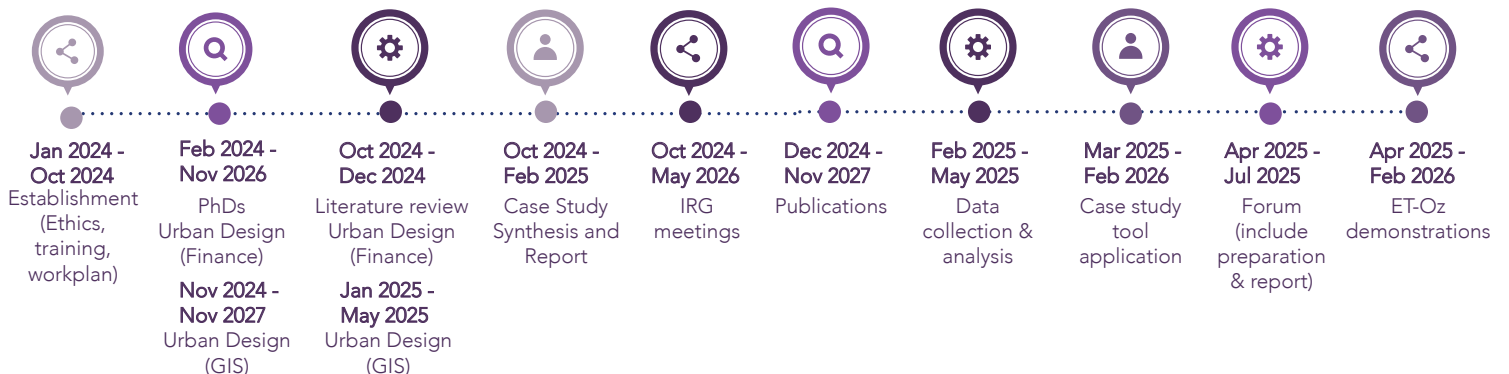 Jan 2024 -
Oct 2024
Establishment
(Ethics,
training,
workplan)
Feb 2024 -
Nov 2026
PhDs
Urban Design
(Finance)
Nov 2024 -
Nov 2027
Urban Design
(GIS)
Oct 2024 -
Dec 2024
Literature review
Urban Design
(Finance)
Jan 2025 -
May 2025
Urban Design
(GIS)
Oct 2024 -
Feb 2025
Case Study
Synthesis and
Report
Oct 2024 -
May 2026
IRG
meetings
Dec 2024 -
Nov 2027
Publications
Feb 2025 -
May 2025
Data
collection &
analysis
Mar 2025 -
Feb 2026
Case study
tool
application
Apr 2025 -
Jul 2025
Forum
(include
preparation
& report)
Apr 2025 -
Feb 2026
ET-Oz
demonstrations